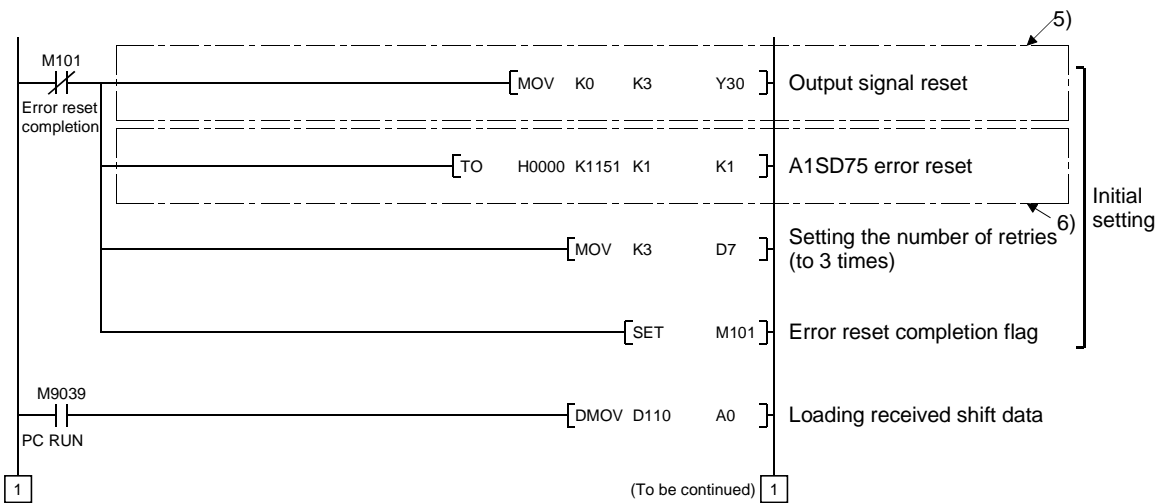 5)
M101
Error reset
completion
MOV K0 K3 Y30
Output signal reset
TO H0000 K1151 K1 K1
A1SD75 error reset
6)
Initial
setting
MOV K3 D7
Setting the number of retries
(to 3 times)
SET M101
Error reset completion flag
M9039
PC RUN
DMOV D110 A0
Loading received shift data
1
(To be continued) 1